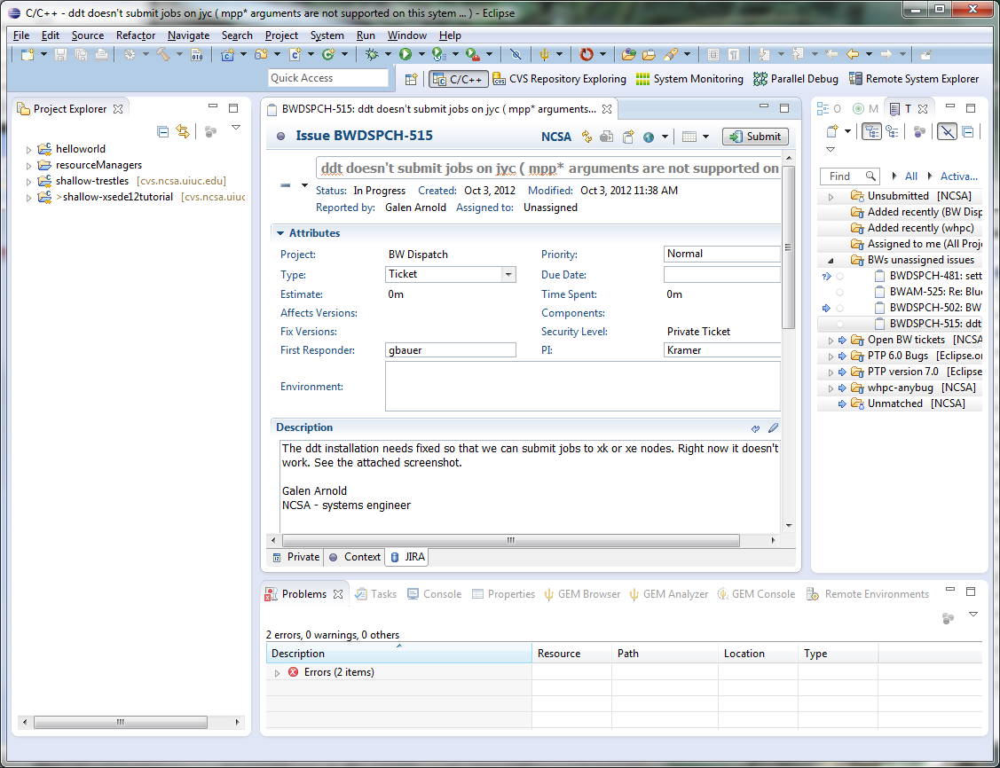 C/C++ - ddt doesn't submit jobs on jyc ( mpp* arguments are not supported on this sytem ... ) - Eclipse
File Edit Source Refactor Navigate Search Project System Run Window Help
010
Quick Access
C/C++ CVS Repository Exploring System Monitoring Parallel Debug Remote System Explorer
Project Explorer
helloworld
resourceManagers
shallow-trestles [cvs.ncsa.uiuc.edu]
>shallow-xsede12tutorial [cvs.ncsa.uiuc
BWDSPCH-515: ddt doesn't submit jobs on jyc ( mpp* arguments...
Issue BWDSPCH-515 NCSA Submit
ddt doesn't submit jobs on jyc ( mpp* arguments are not supported on
Status: In Progress Created: Oct 3, 2012 Modified: Oct 3, 2012 11:38 AM
Reported by: Galen Arnold Assigned to: Unassigned
Attributes
Project: BW Dispatch Priority: Normal
Type: Ticket Due Date:
Estimate: 0m Time Spent: 0m
Affects Versions: Components:
Fix Versions: Security Level: Private Ticket
First Responder: gbauer PI: Kramer
Environment:
Description
The ddt installation needs fixed so that we can submit jobs to xk or xe nodes. Right now it doesn't
work. See the attached screenshot.
Galen Arnold
NCSA - systems engineer
Private Context JIRA
O M T
Find All Activa...
Unsubmitted [NCSA]
Added recently (BW Disp
Added recently (whpc)
Assigned to me (All Proj
BWs unassigned issues
BWDSPCH-481: sett
BWAM-525: Re: Blu
BWDSPCH-502: BW
BWDSPCH-515: ddt
Open BW tickets [NCSA
PTP 6.0 Bugs [Eclipse.or
PTP version 7.0 [Eclipse
whpc-anybug [NCSA]
Unmatched [NCSA]
Problems Tasks Console Properties GEM Browser GEM Analyzer GEM Console Remote Environments
2 errors, 0 warnings, 0 others
Description Resource Path Location Type
Errors (2 items)